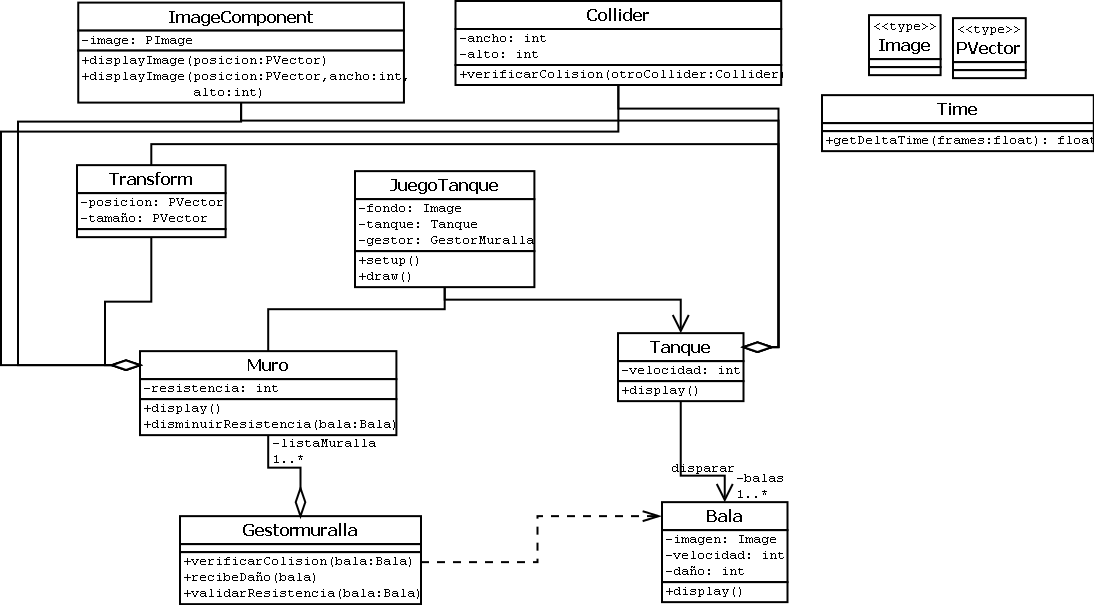 ImageComponent
-image: PImage
+displayImage(posicion:PVector)
+displayImage(posicion:PVector,ancho:int,
alto:int)
Collider
-ancho: int
-alto: int
+verificarColision(otroCollider:Collider)
<<type>>
Image
<<type>>
PVector
Time
+getDeltaTime(frames:float): float
Transform
-posicion: PVector
-tamaño: PVector
JuegoTanque
-fondo: Image
-tanque: Tanque
-gestor: GestorMuralla
+setup()
+draw()
Muro
-resistencia: int
+display()
+disminuirResistencia(bala:Bala)
Tanque
-velocidad: int
+display()
-listaMuralla
1..*
disparar
-balas
1..*
Gestormuralla
+verificarColision(bala:Bala)
+recibeDaño(bala)
+validarResistencia(bala:Bala)
Bala
-imagen: Image
-velocidad: int
-daño: int
+display()